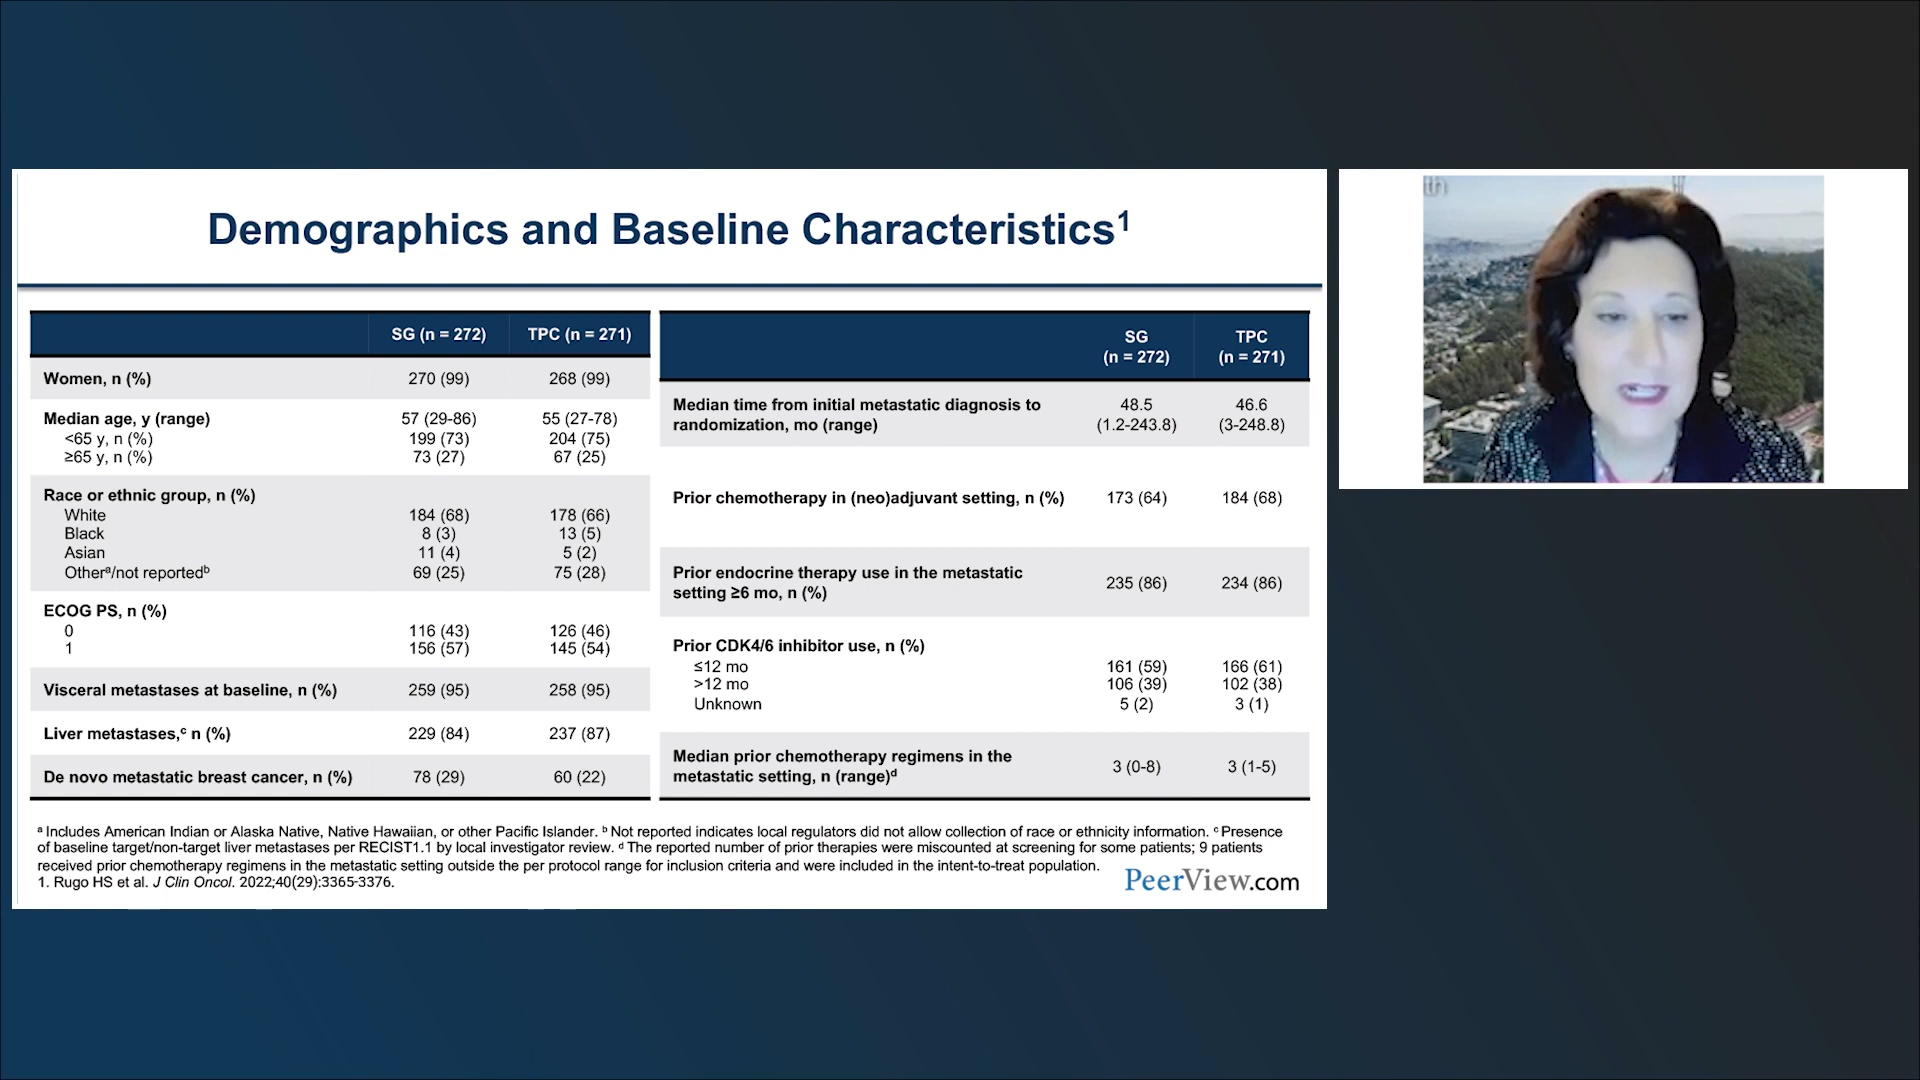 Demographics and Baseline Characteristics¹
SG (n = 272) TPC (n = 271)
Women, n (%) 270 (99) 268 (99)
Median age, y (range) 57 (29-86) 55 (27-78)
<65 y, n (%) 199 (73) 204 (75)
≥65 y, n (%) 73 (27) 67 (25)
Race or ethnic group, n (%)
White 184 (68) 178 (66)
Black 8 (3) 13 (5)
Asian 11 (4) 5 (2)
Otherᵃ/not reportedᵇ 69 (25) 75 (28)
ECOG PS, n (%)
0 116 (43) 126 (46)
1 156 (57) 145 (54)
Visceral metastases at baseline, n (%) 259 (95) 258 (95)
Liver metastases,ᶜ n (%) 229 (84) 237 (87)
De novo metastatic breast cancer, n (%) 78 (29) 60 (22)
SG TPC
(n = 272) (n = 271)
Median time from initial metastatic diagnosis to 48.5 46.6
randomization, mo (range) (1.2-243.8) (3-248.8)
Prior chemotherapy in (neo)adjuvant setting, n (%) 173 (64) 184 (68)
Prior endocrine therapy use in the metastatic
setting ≥6 mo, n (%) 235 (86) 234 (86)
Prior CDK4/6 inhibitor use, n (%)
≤12 mo 161 (59) 166 (61)
>12 mo 106 (39) 102 (38)
Unknown 5 (2) 3 (1)
Median prior chemotherapy regimens in the
metastatic setting, n (range)ᵈ 3 (0-8) 3 (1-5)
ᵃ Includes American Indian or Alaska Native, Native Hawaiian, or other Pacific Islander. ᵇ Not reported indicates local regulators did not allow collection of race or ethnicity information. ᶜ Presence
of baseline target/non-target liver metastases per RECIST1.1 by local investigator review. ᵈ The reported number of prior therapies were miscounted at screening for some patients; 9 patients
received prior chemotherapy regimens in the metastatic setting outside the per protocol range for inclusion criteria and were included in the intent-to-treat population.
1. Rugo HS et al. J Clin Oncol. 2022;40(29):3365-3376.
PeerView.com
th